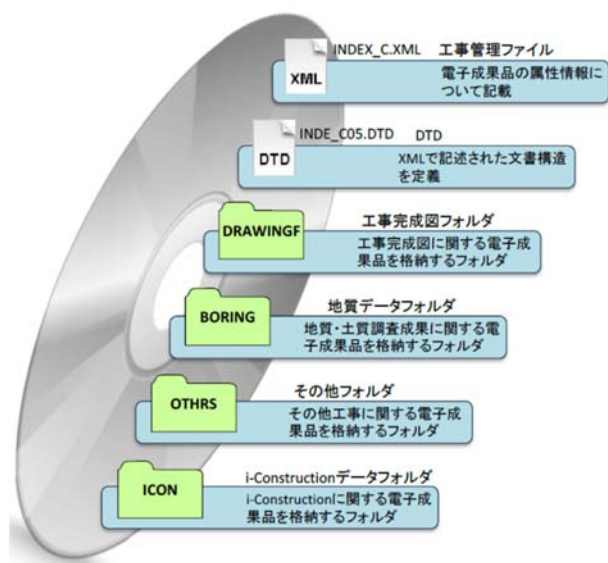 INDEX_C.XML 工事管理ファイル
XML
電子成果品の属性情報に
ついて記載
INDE_C05.DTD DTD
DTD
XMLで記述された文書構造
を定義
工事完成図フォルダ
DRAWINGF
工事完成図に関する電子成
果品を格納するフォルダ
地質データフォルダ
BORING
地質・土質調査成果に関する電
子成果品を格納するフォルダ
その他フォルダ
OTHRS
その他工事に関する電子成
果品を格納するフォルダ
i-Constructionデータフォルダ
ICON
i-Constructionに関する電子成
果品を格納するフォルダ